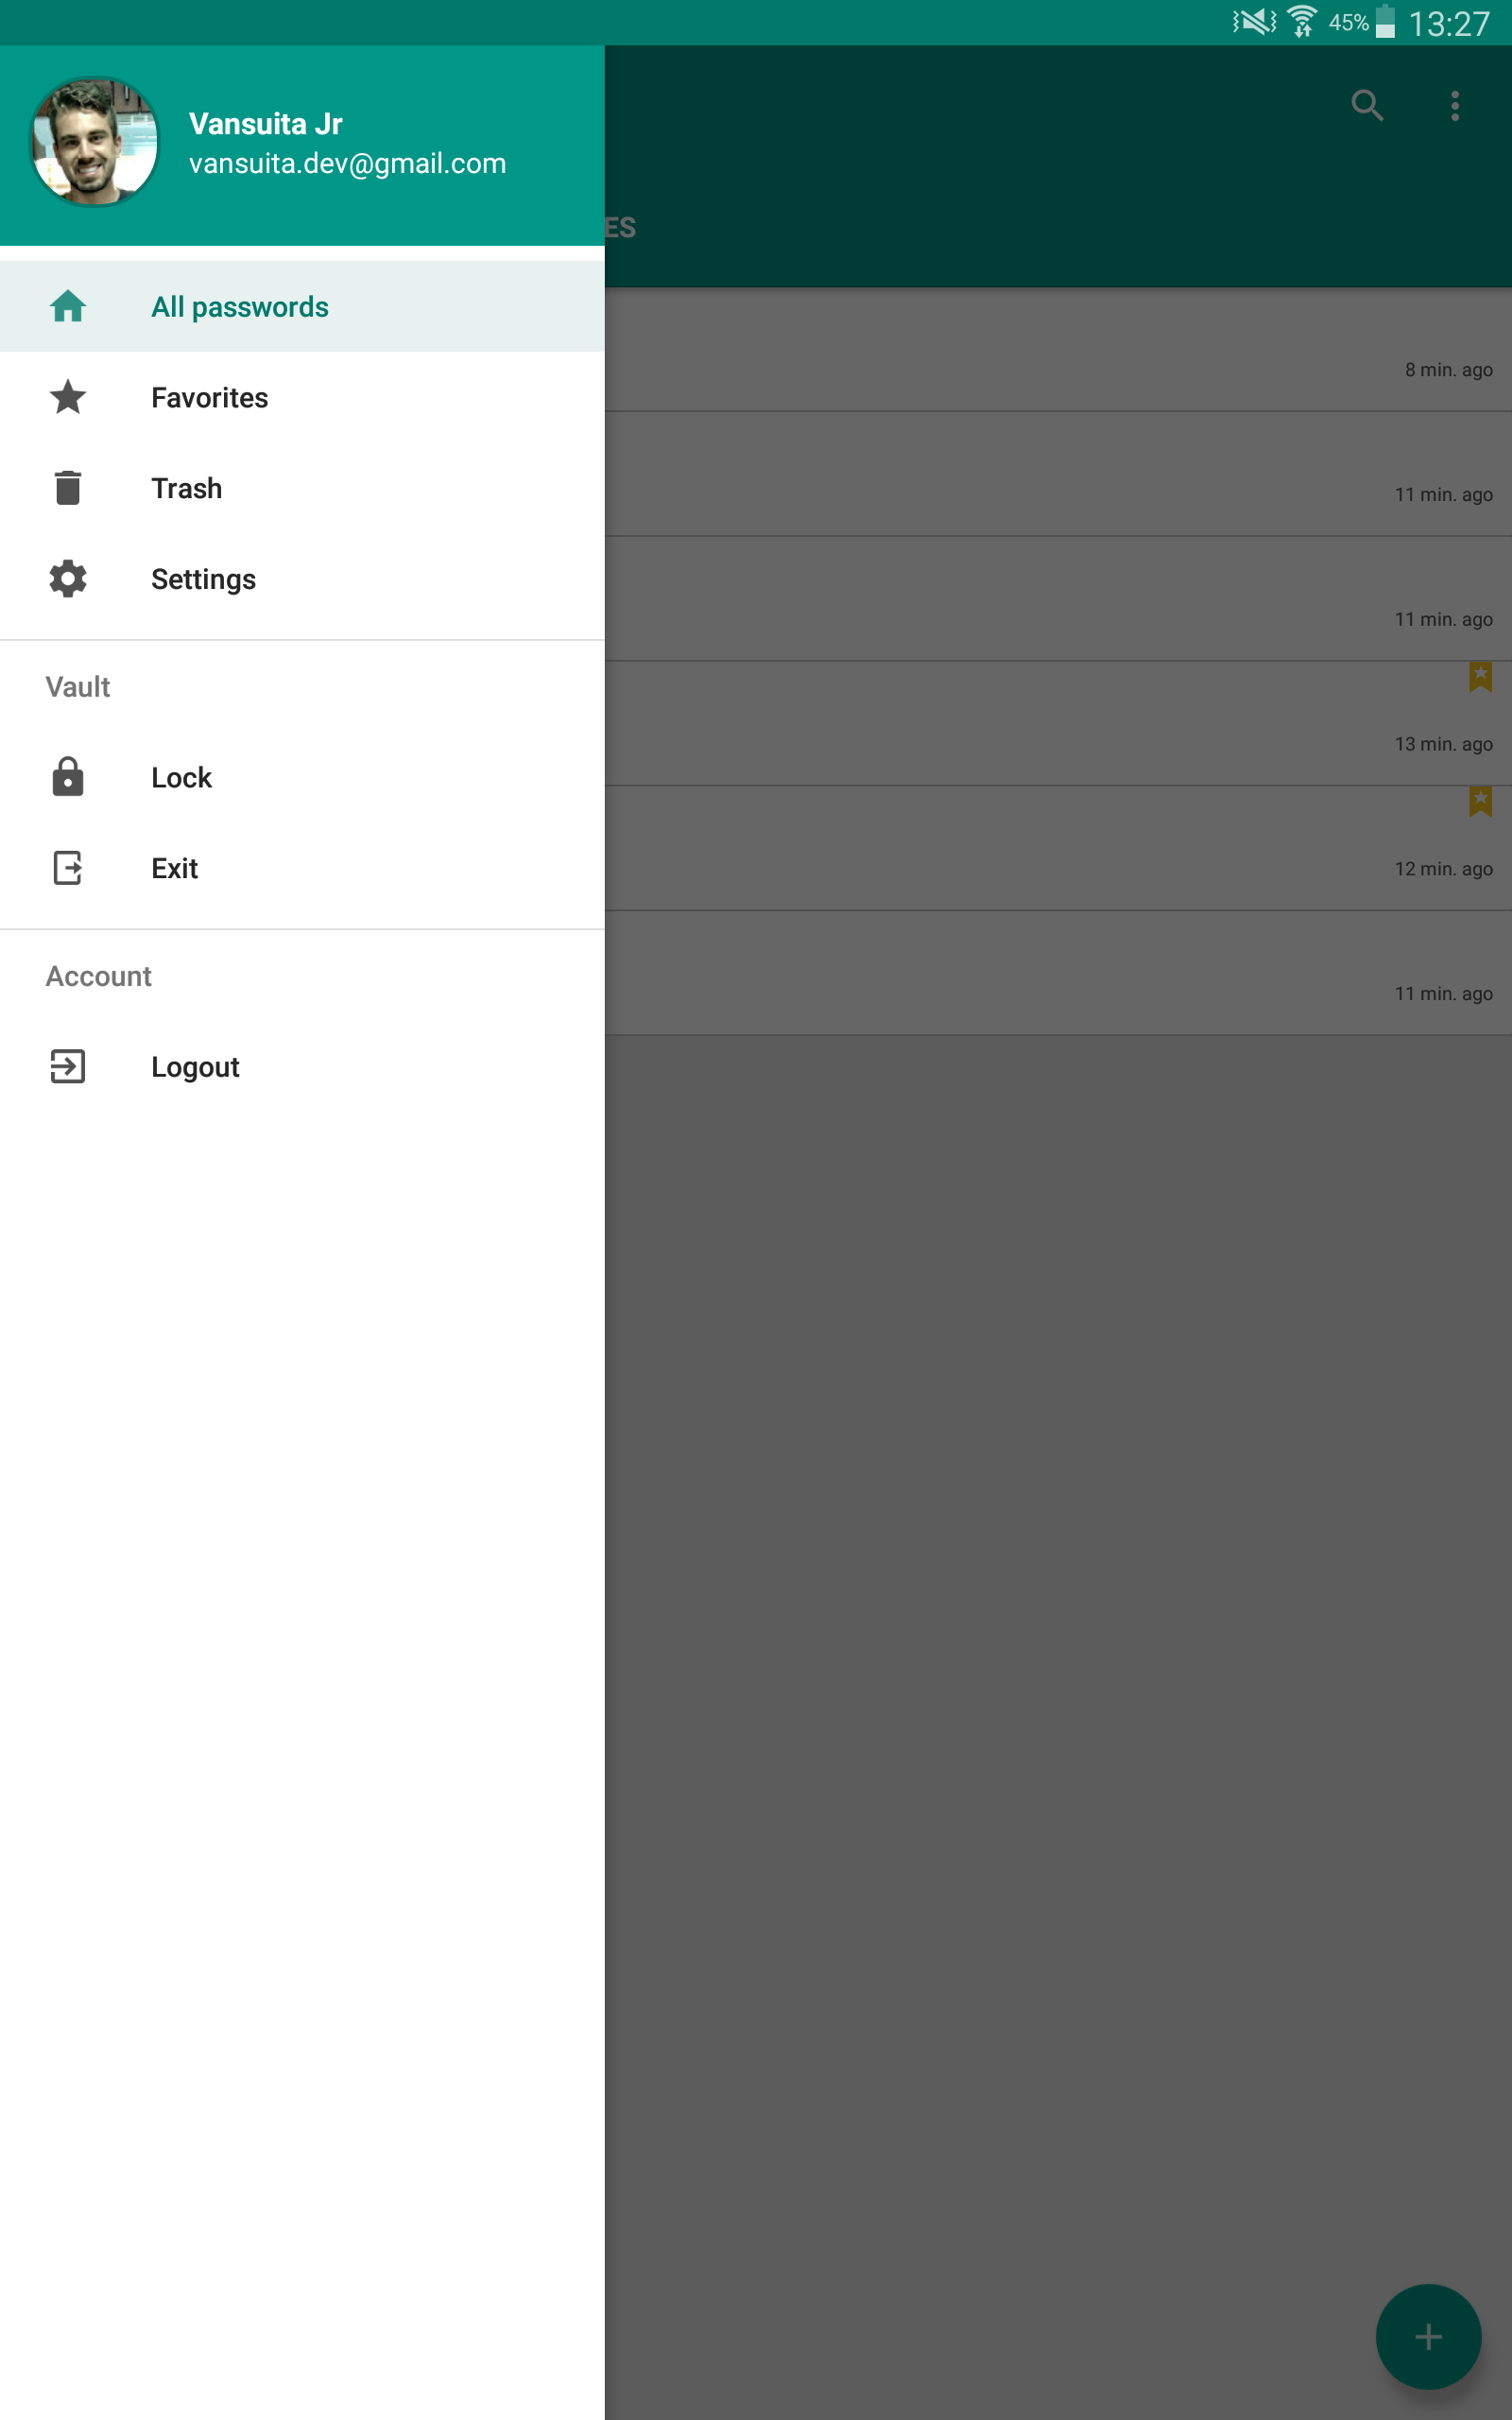 45% 13:27
Vansuita Jr
vansuita.dev@gmail.com
ES
All passwords
Favorites
Trash
Settings
Vault
Lock
Exit
Account
Logout
8 min. ago
11 min. ago
11 min. ago
13 min. ago
12 min. ago
11 min. ago